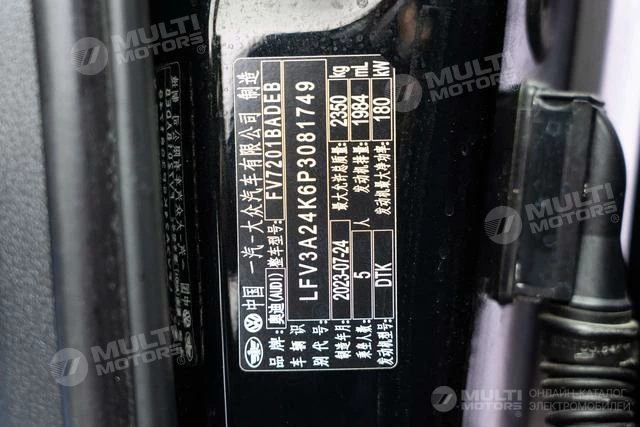 中国 一汽-大众汽车有限公司 制造
品牌: 奥迪(AUDI) 整车型号: FV7201BADEB
车辆识别代号: LFV3A24K6P3081749
制造年月: 2023-07-24 最大允许总质量: 2350 kg
乘坐人数: 5 人 发动机排量: 1984 mL
发动机型号: DTK 发动机最大净功率: 180 kW
MULTI MOTORS®
MULTI MOTORS®
MULTI MOTORS®
MULTI MOTORS®
MULTI MOTORS®
MULTI MOTORS®
ОНЛАЙН-КАТАЛОГ
ЭЛЕКТРОМОБИЛЕЙ